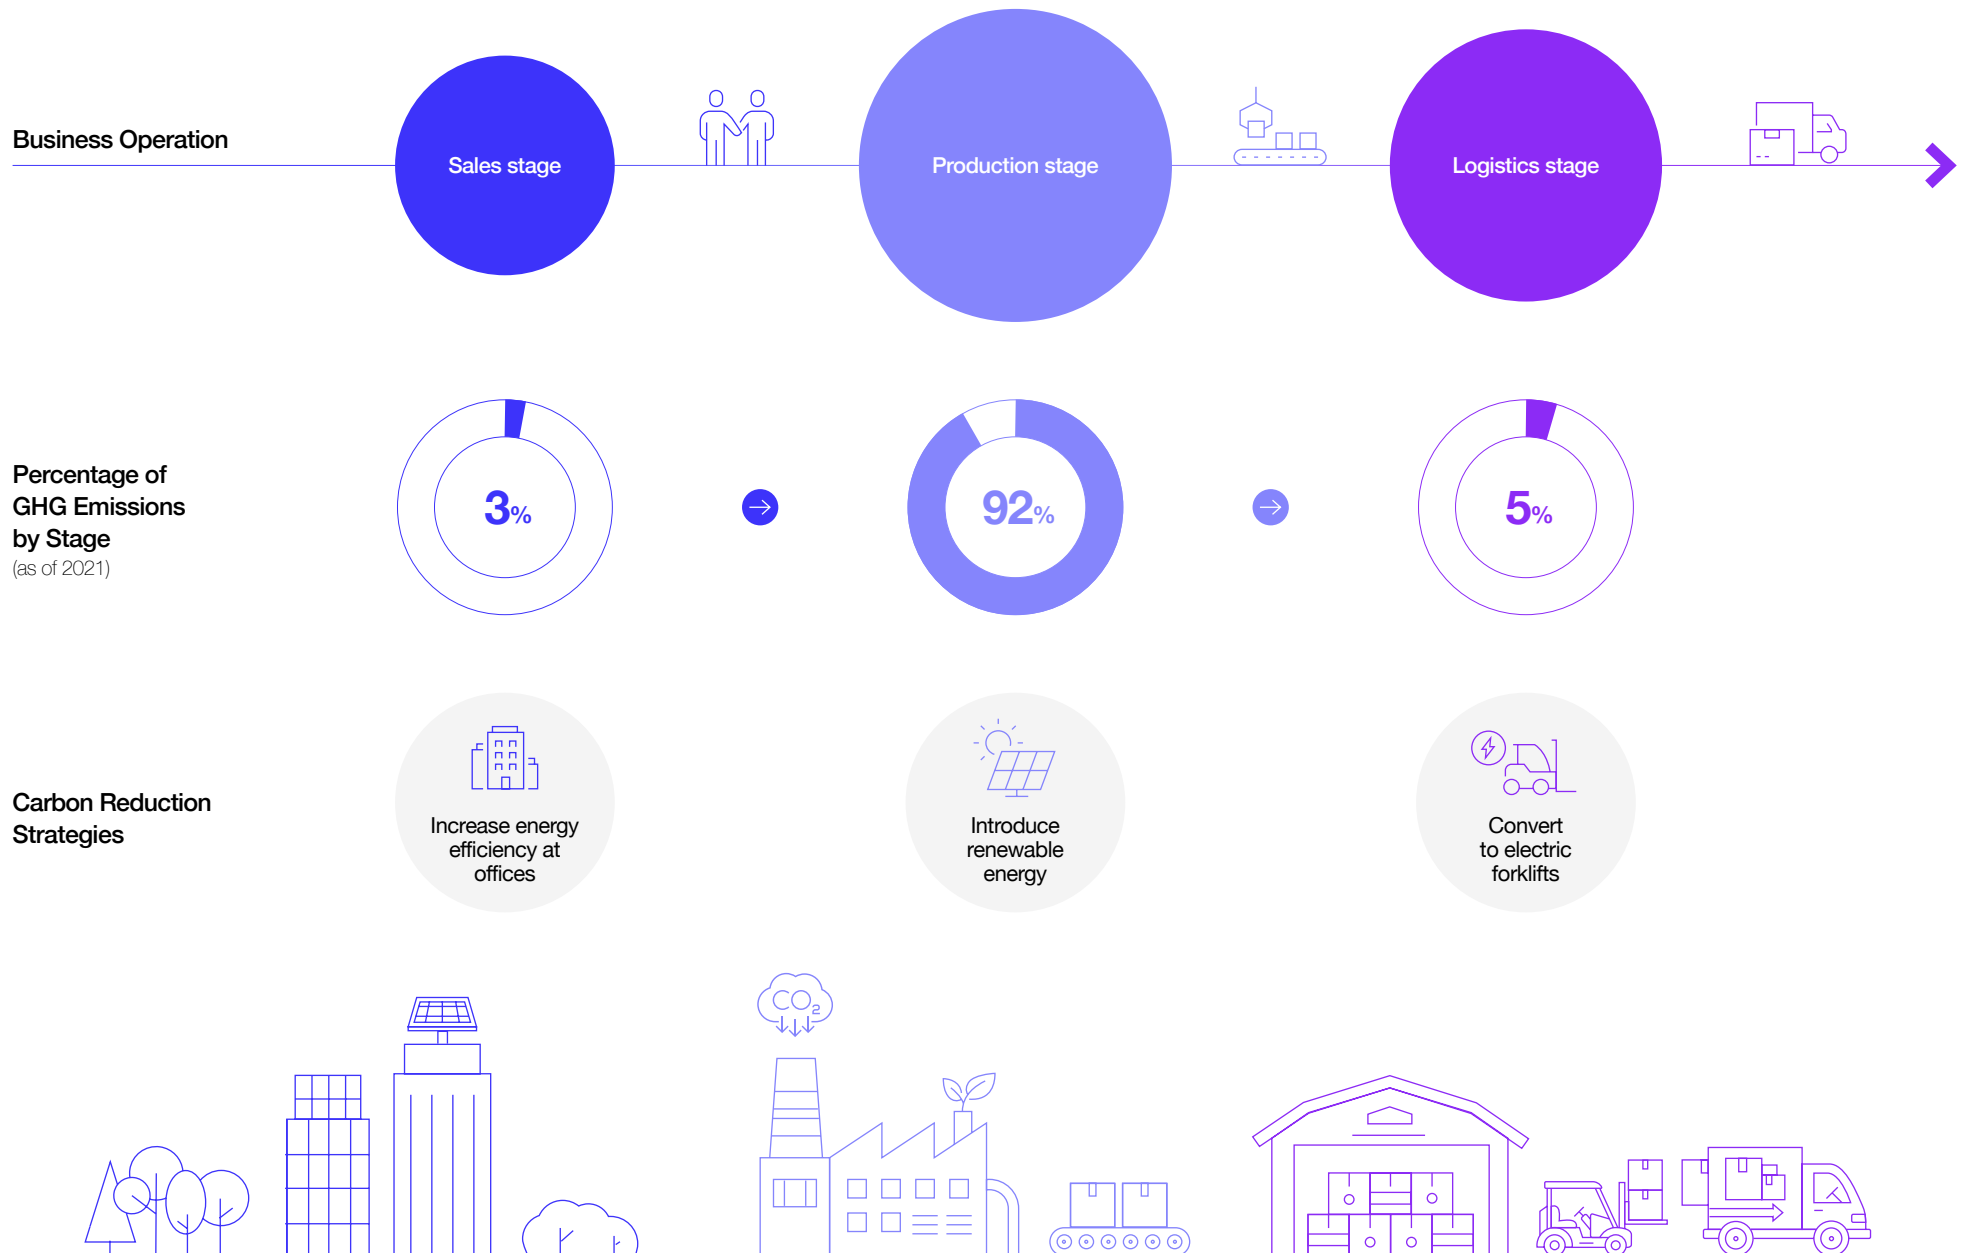 Business Operation
Sales stage
Production stage
Logistics stage
Percentage of
GHG Emissions
by Stage
(as of 2021)
3%
92%
5%
Carbon Reduction
Strategies
Increase energy
efficiency at
offices
Introduce
renewable
energy
Convert
to electric
forklifts
CO₂